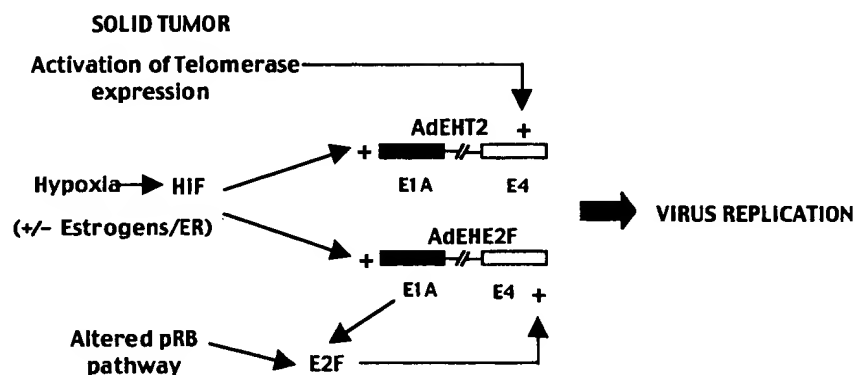 SOLID TUMOR
Activation of Telomerase
expression
AdEHT2 +
+
E1A E4
Hypoxia HiF
(+/- Estrogens/ER)
VIRUS REPLICATION
AdEHE2F
+
E1A E4 +
Altered pRB
pathway
E2F